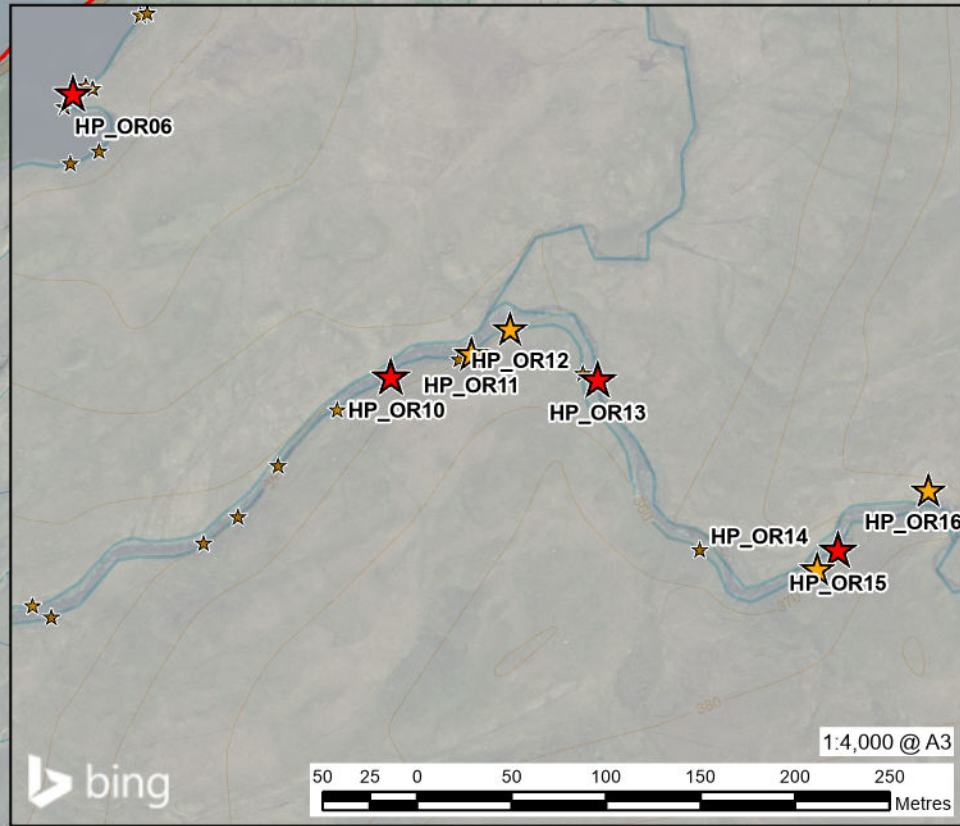 HP_OR06
HP_OR12
HP_OR11
HP_OR10
HP_OR13
HP_OR16
HP_OR14
HP_OR15
380
1:4,000 @ A3
bing
50 25 0 50 100 150 200 250
Metres